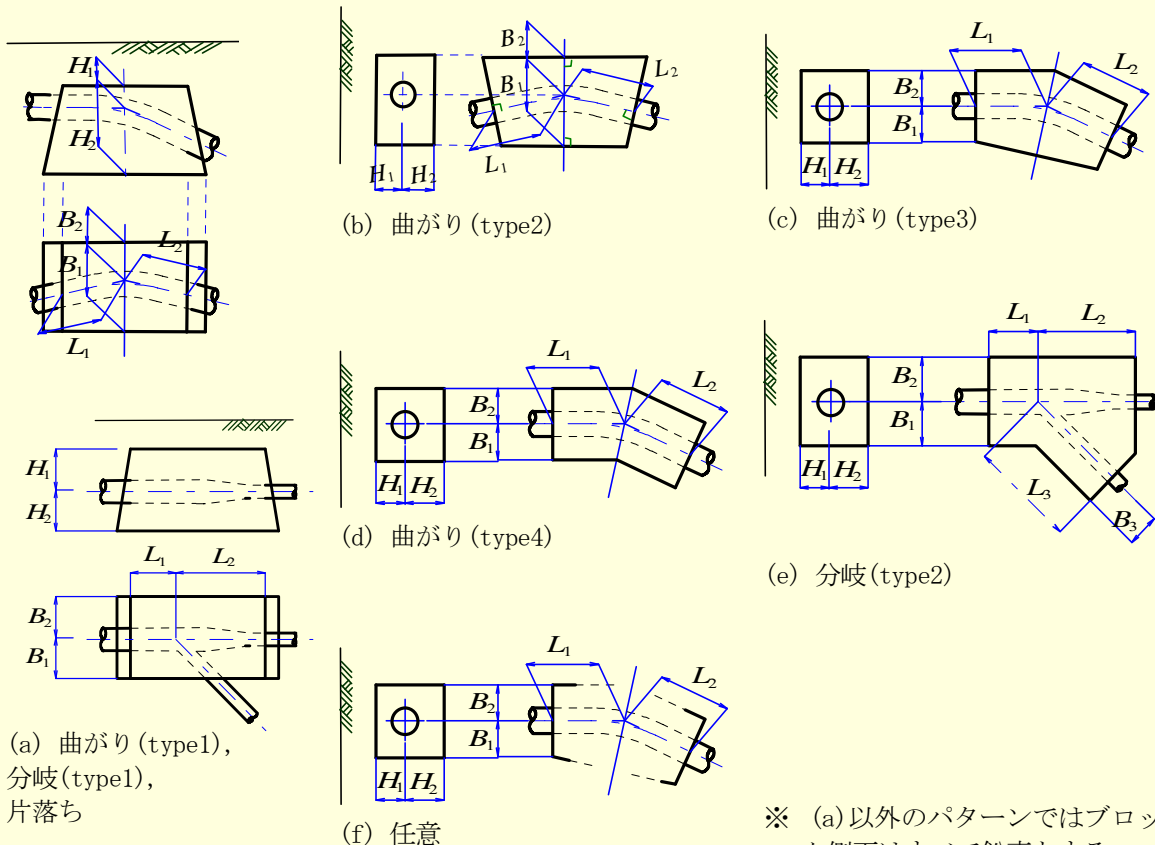 H₁
H₂
B₂
B₁
L₂
L₁
H₁
H₂
L₁
L₂
B₂
B₁
(a) 曲がり(type1),
分岐(type1),
片落ち
B₂
B₁
L₂
L₁
H₁
H₂
(b) 曲がり(type2)
L₁
L₂
B₂
B₁
H₁
H₂
(c) 曲がり(type3)
L₁
L₂
B₂
B₁
H₁
H₂
(d) 曲がり(type4)
L₁
L₂
B₂
B₁
H₁
H₂
L₃
B₃
(e) 分岐(type2)
L₁
L₂
B₂
B₁
H₁
H₂
(f) 任意
※ (a)以外のパターンではブロッ